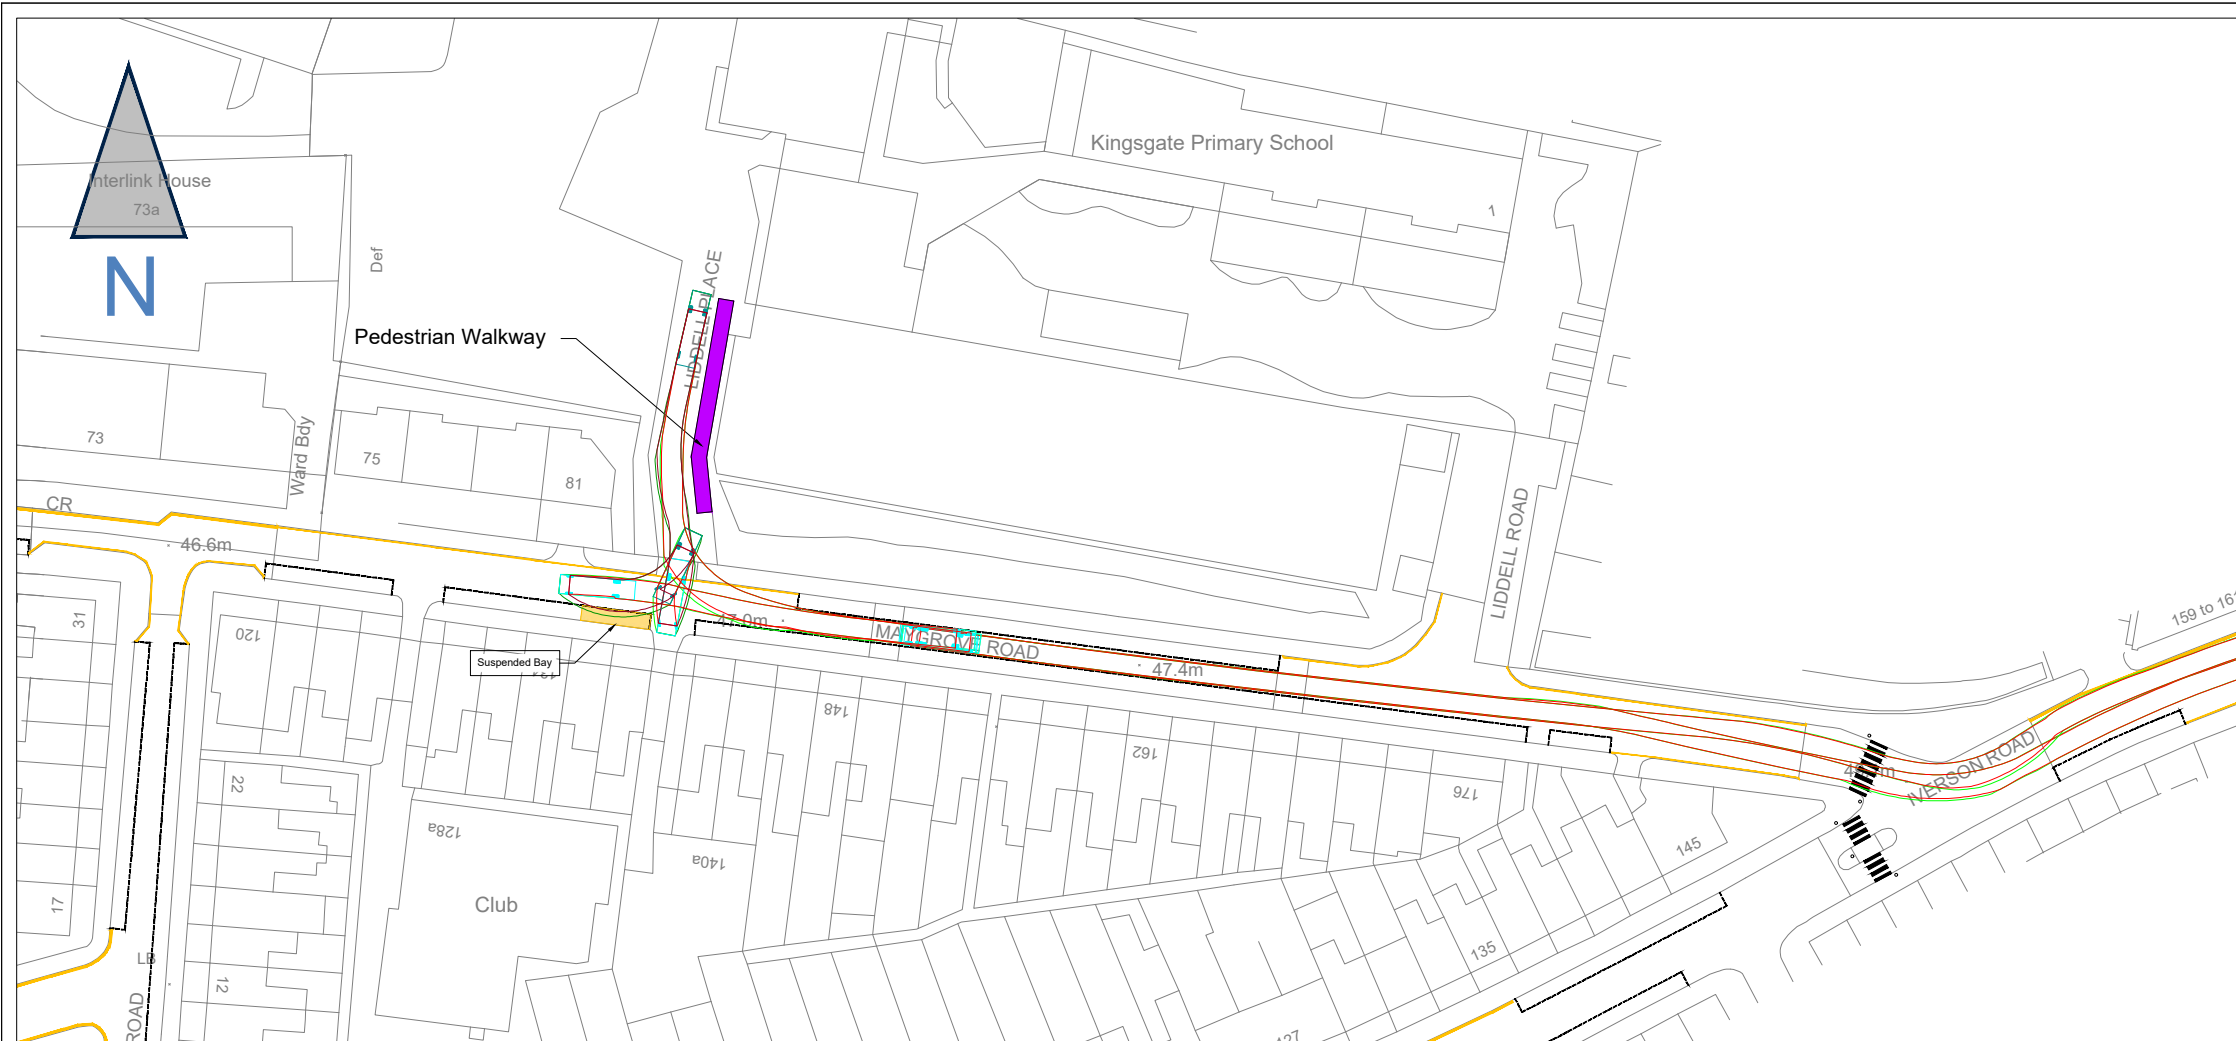 Interlink House
73a
N
Def
Kingsgate Primary School
1
LIDDELL PLACE
Pedestrian Walkway
73
75
81
Ward Bdy
CR
46.6m
47.0m
MAYGROVE ROAD
47.4m
LIDDELL ROAD
159 to 161
IVERSON ROAD
Suspended Bay
31
120
148
162
176
145
22
128a
140a
Club
17
12
LB
ROAD
135
127